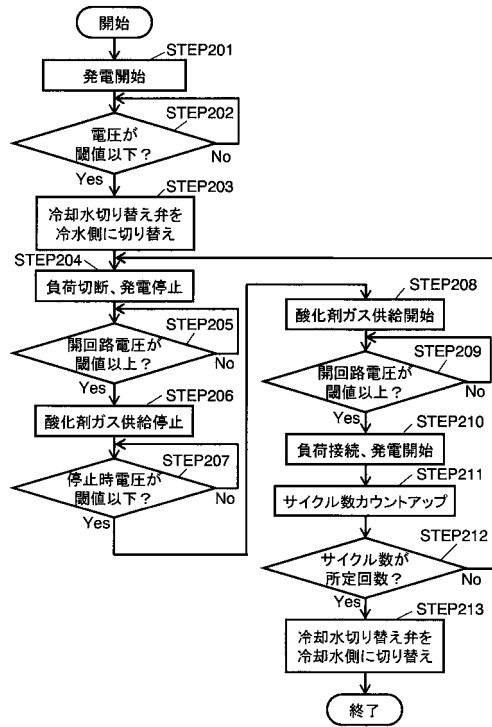 開始
STEP201
発電開始
STEP202
電圧が
閾値以下？
No
Yes
STEP203
冷却水切り替え弁を
冷水側に切り替え
STEP204
負荷切断、発電停止
STEP205
開回路電圧が
閾値以上？
No
Yes
STEP206
酸化剤ガス供給停止
STEP207
停止時電圧が
閾値以下？
No
Yes
STEP208
酸化剤ガス供給開始
STEP209
開回路電圧が
閾値以上？
No
Yes
STEP210
負荷接続、発電開始
STEP211
サイクル数カウントアップ
STEP212
サイクル数が
所定回数？
No
Yes
STEP213
冷却水切り替え弁を
冷却水側に切り替え
終了